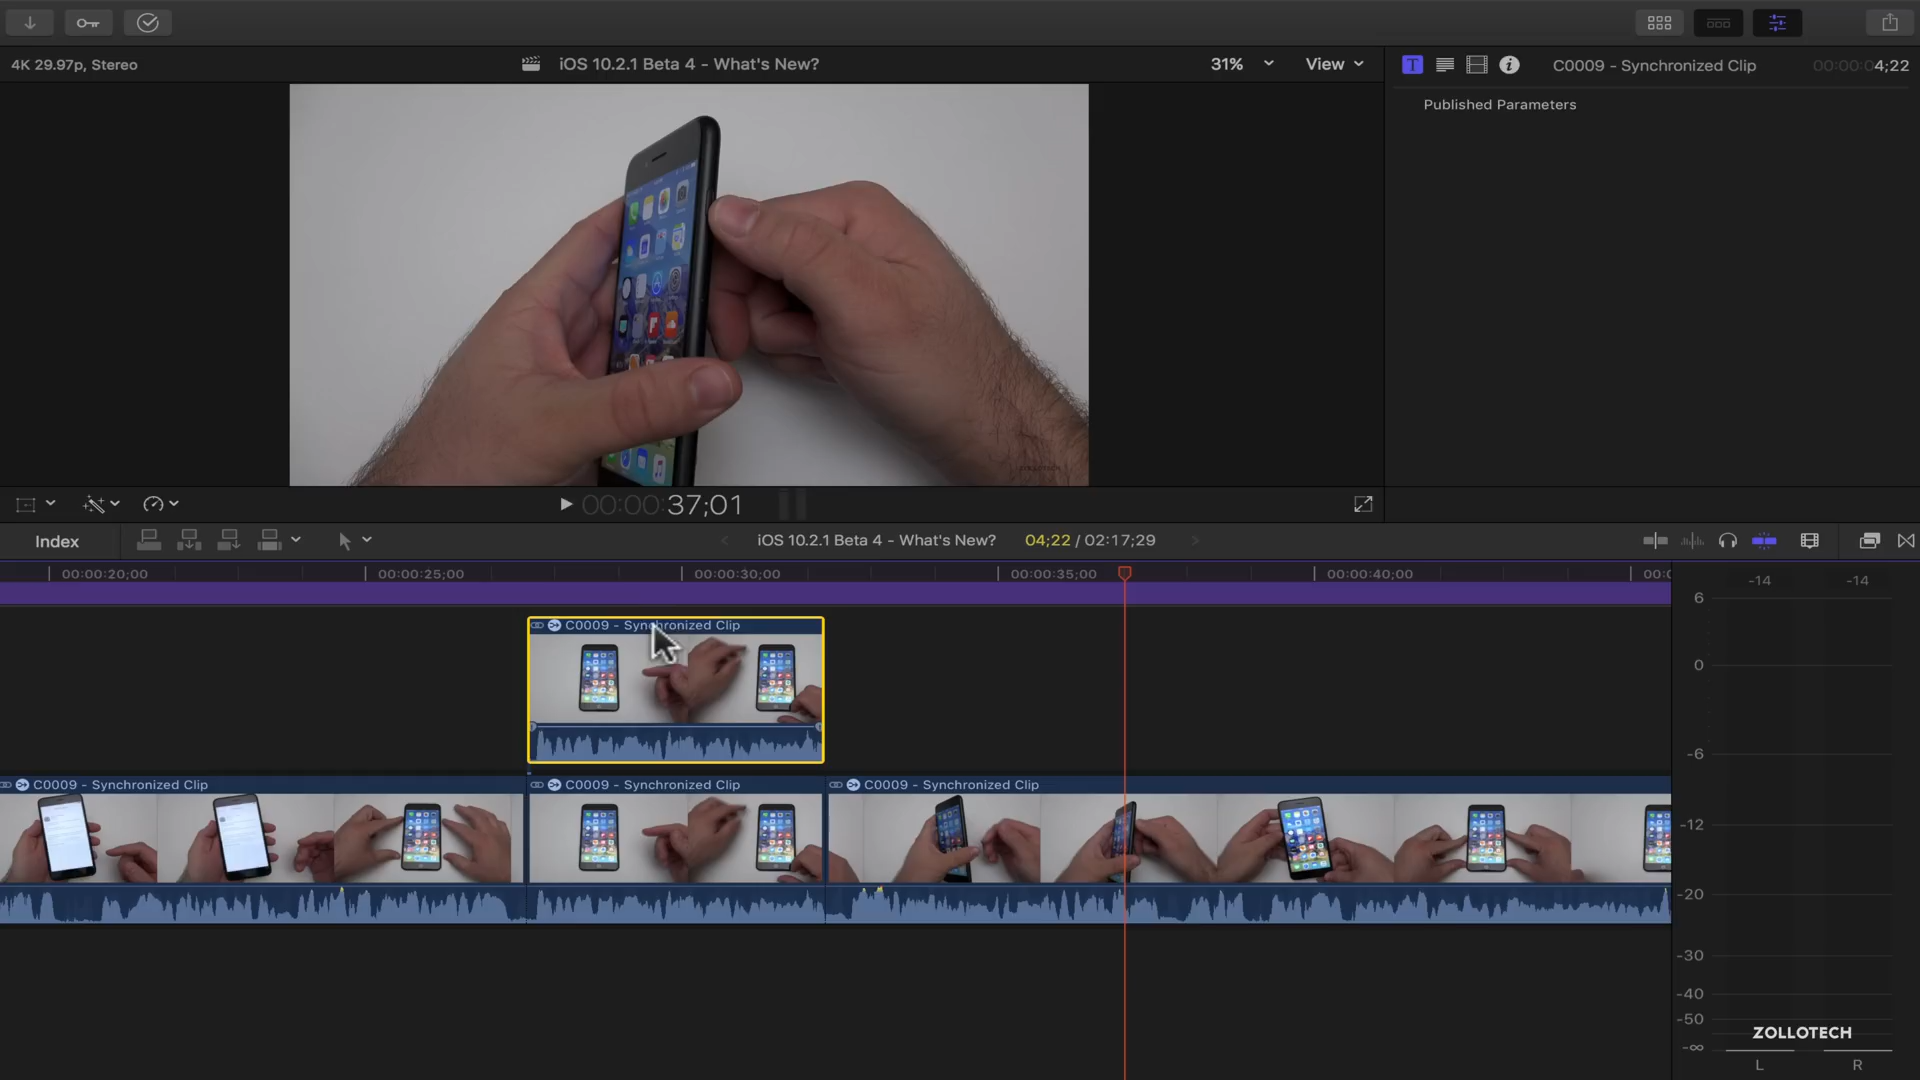 4K 29.97p, Stereo
iOS 10.2.1 Beta 4 - What's New?
31%
View
T
C0009 - Synchronized Clip
00:00:04;22
Published Parameters
ZOLLOTECH
00:00:37;01
Index
iOS 10.2.1 Beta 4 - What's New?
04;22 / 02:17;29
00:00:20;00
00:00:25;00
00:00:30;00
00:00:35;00
00:00:40;00
-14
-14
6
0
-6
-12
-20
-30
-40
-50
-∞
C0009 - Synchronized Clip
C0009 - Synchronized Clip
C0009 - Synchronized Clip
C0009 - Synchronized Clip
ZOLLOTECH
L
R